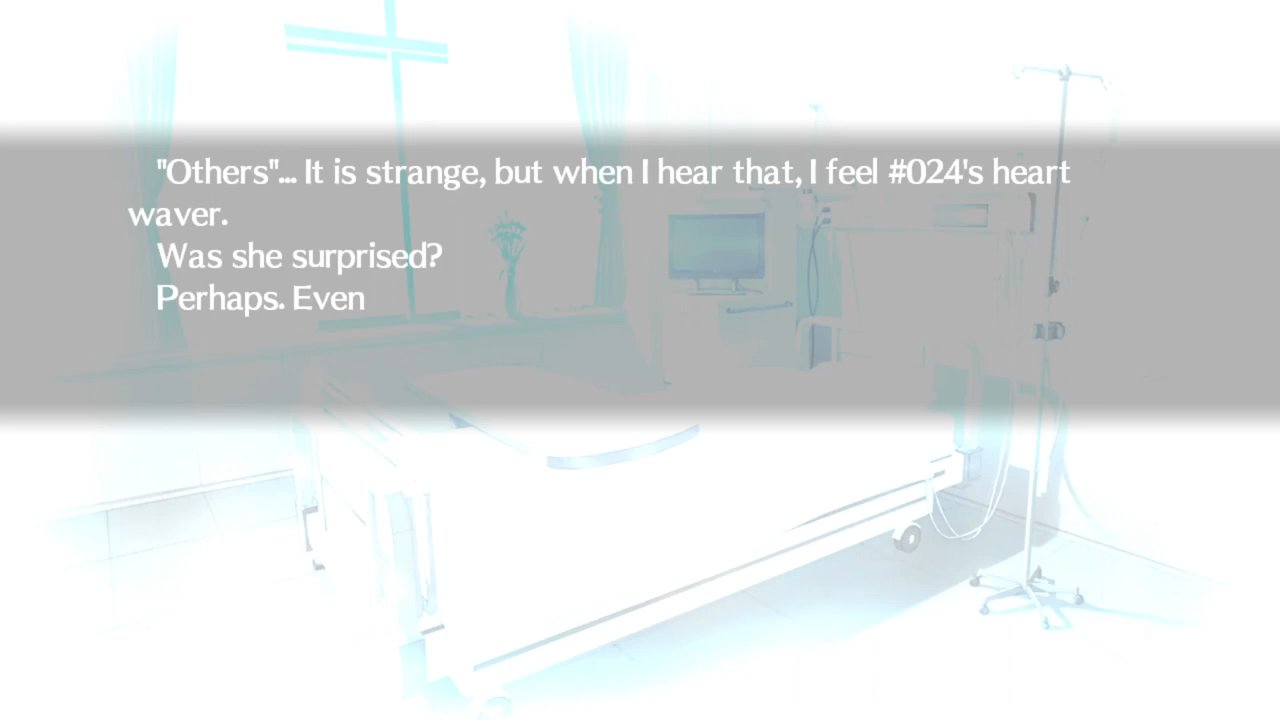 "Others"... It is strange, but when I hear that, I feel #024's heart
waver.
Was she surprised?
Perhaps. Even